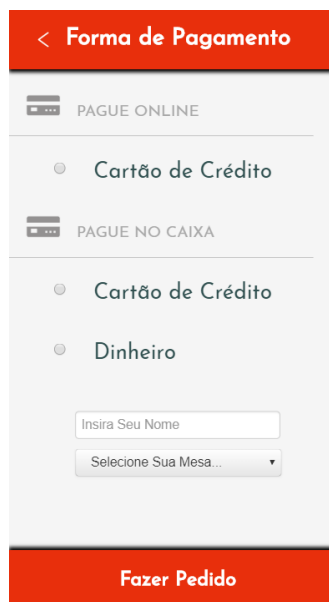 < Forma de Pagamento
PAGUE ONLINE
Cartão de Crédito
PAGUE NO CAIXA
Cartão de Crédito
Dinheiro
Insira Seu Nome
Selecione Sua Mesa...
Fazer Pedido